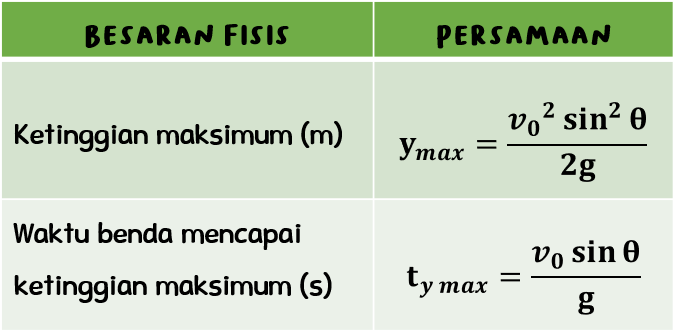 BESARAN FISIS
PERSAMAAN
Ketinggian maksimum (m)
y_max = v₀² sin² θ / 2g
Waktu benda mencapai
ketinggian maksimum (s)
t_y max = v₀ sin θ / g